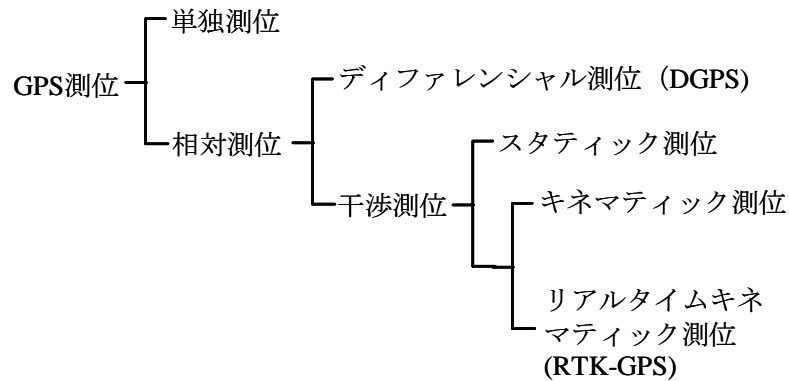 単独測位
GPS測位
ディファレンシャル測位（DGPS)
相対測位
スタティック測位
干渉測位
キネマティック測位
リアルタイムキネ
マティック測位
(RTK-GPS)